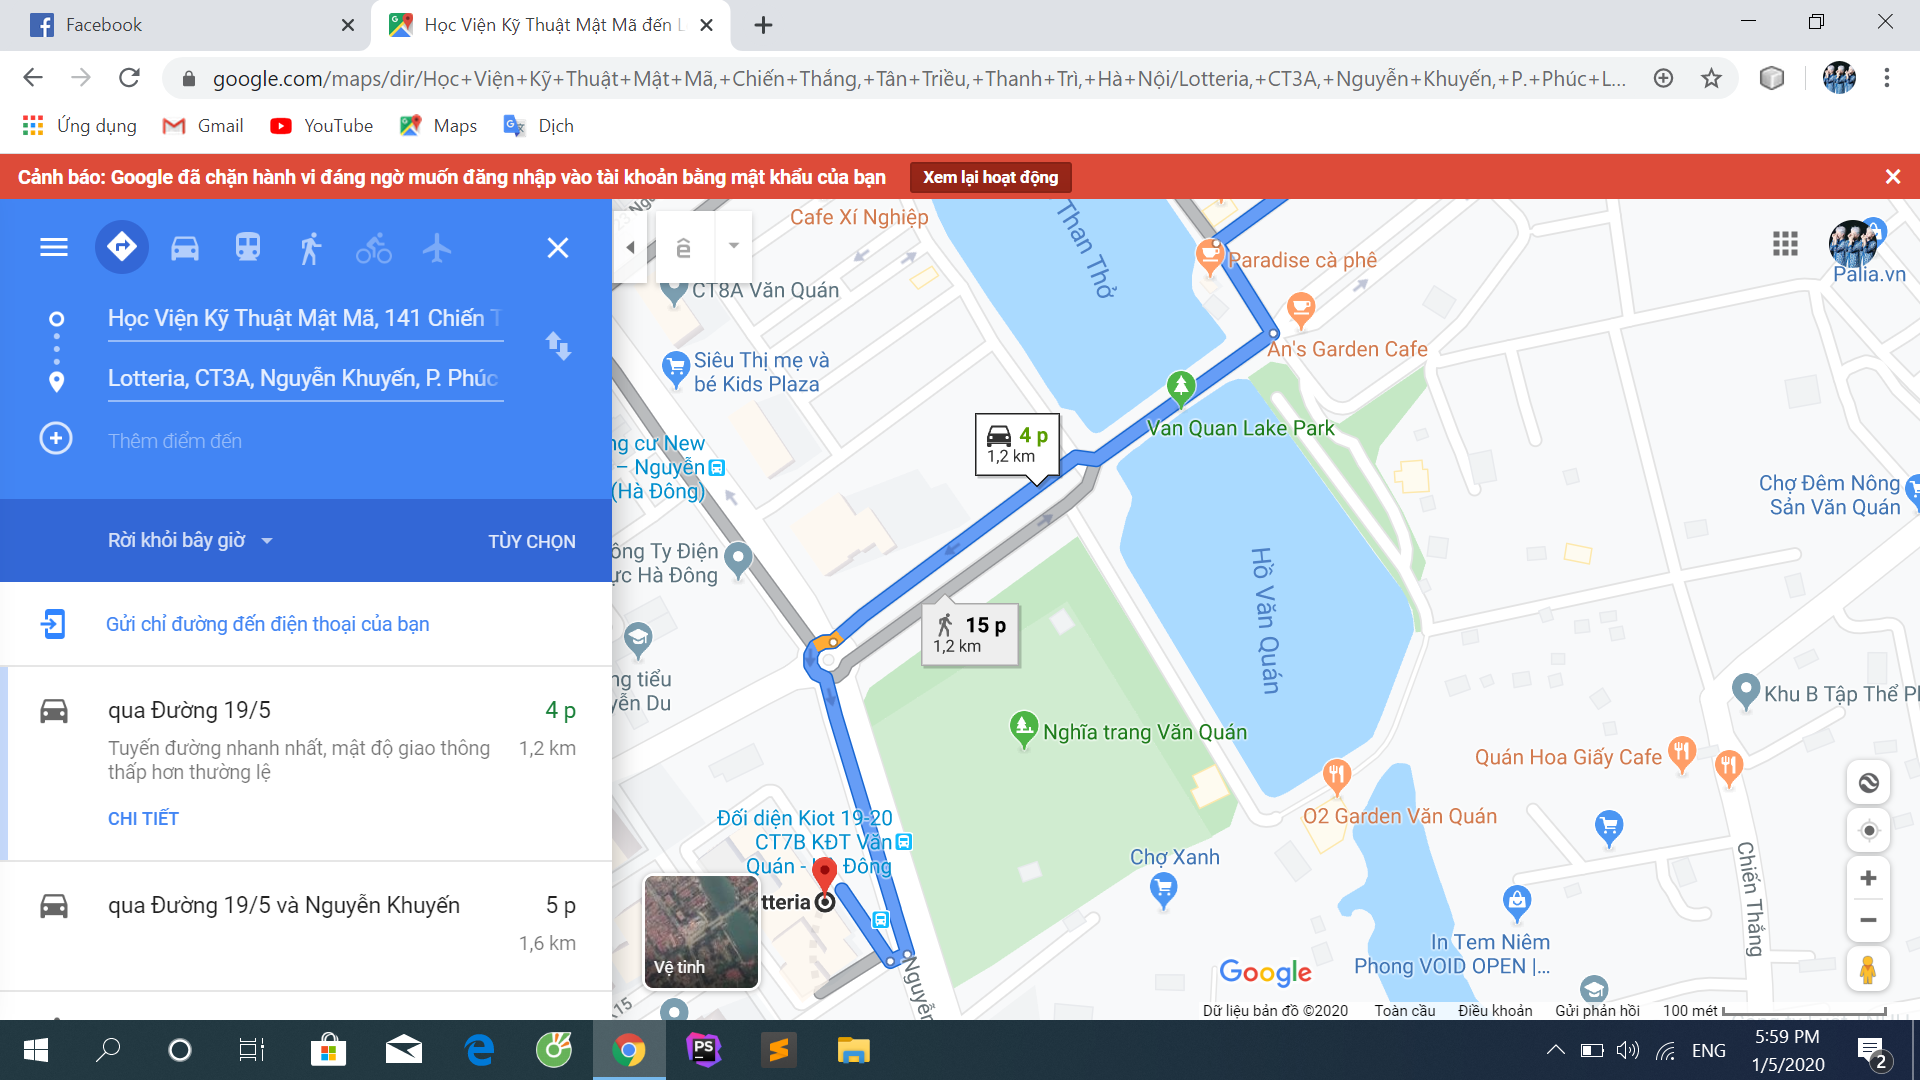 Facebook
Học Viện Kỹ Thuật Mật Mã đến L
google.com/maps/dir/Học+Viện+Kỹ+Thuật+Mật+Mã,+Chiến+Thắng,+Tân+Triều,+Thanh+Trì,+Hà+Nội/Lotteria,+CT3A,+Nguyễn+Khuyến,+P.+Phúc+L...
Ứng dụng
Gmail
YouTube
Maps
Dịch
Cảnh báo: Google đã chặn hành vi đáng ngờ muốn đăng nhập vào tài khoản bằng mật khẩu của bạn
Xem lại hoạt động
Học Viện Kỹ Thuật Mật Mã, 141 Chiến T
Lotteria, CT3A, Nguyễn Khuyến, P. Phúc
Thêm điểm đến
Rời khỏi bây giờ
TÙY CHỌN
Gửi chỉ đường đến điện thoại của bạn
qua Đường 19/5
4 p
Tuyến đường nhanh nhất, mật độ giao thông
thấp hơn thường lệ
1,2 km
CHI TIẾT
qua Đường 19/5 và Nguyễn Khuyến
5 p
1,6 km
ê
Cafe Xí Nghiệp
Than Thở
Paradise cà phê
Palia.vn
CT8A Văn Quán
An's Garden Cafe
Siêu Thị mẹ và
bé Kids Plaza
Van Quan Lake Park
4 p
1,2 km
ng cư New
– Nguyễn
(Hà Đông)
Chợ Đêm Nông
Sản Văn Quán
ông Ty Điện
ực Hà Đông
Hồ Văn Quán
15 p
1,2 km
ng tiểu
yễn Du
Khu B Tập Thể P
Nghĩa trang Văn Quán
Quán Hoa Giấy Cafe
O2 Garden Văn Quán
Đối diện Kiot 19-20
CT7B KĐT Văn
Quán - Hà Đông
Chợ Xanh
Chiến Thắng
tteria
In Tem Niêm
Phong VOID OPEN |...
Nguyễn
Vệ tinh
Google
Dữ liệu bản đồ ©2020
Toàn cầu
Điều khoản
Gửi phản hồi
100 mét
PS
ENG
5:59 PM
1/5/2020
2